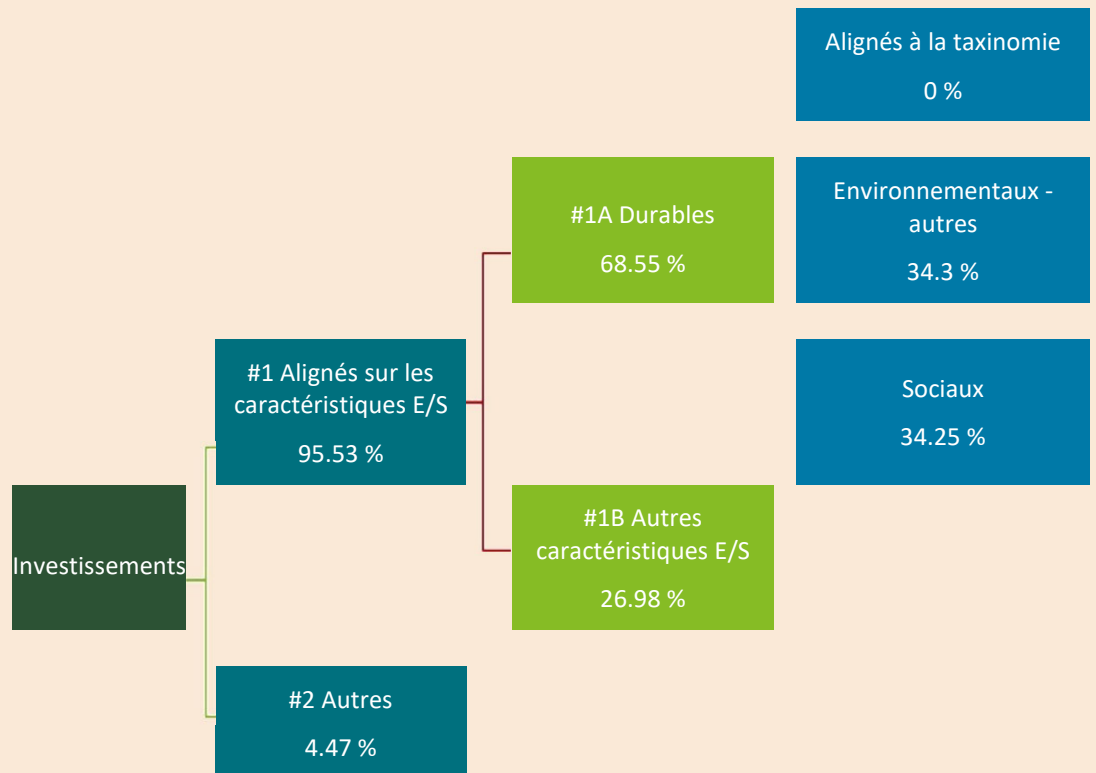 Alignés à la taxinomie
0 %
#1A Durables
68.55 %
Environnementaux -
autres
34.3 %
#1 Alignés sur les
caractéristiques E/S
95.53 %
Sociaux
34.25 %
Investissements
#1B Autres
caractéristiques E/S
26.98 %
#2 Autres
4.47 %